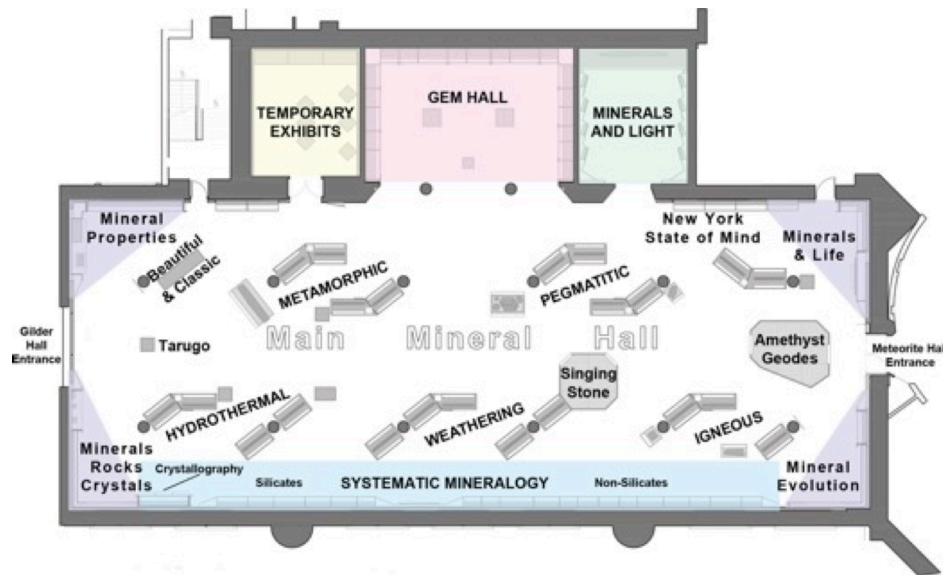 TEMPORARY
EXHIBITS
GEM HALL
MINERALS
AND LIGHT
Mineral
Properties
Beautiful
& Classic
New York
State of Mind
Minerals
& Life
METAMORPHIC
PEGMATITIC
Gilder
Hall
Entrance
Tarugo
Main Mineral Hall
Amethyst
Geodes
Meteorite Hall
Entrance
Singing
Stone
HYDROTHERMAL
WEATHERING
IGNEOUS
Minerals
Rocks
Crystals
Crystallography
Silicates
SYSTEMATIC MINERALOGY
Non-Silicates
Mineral
Evolution